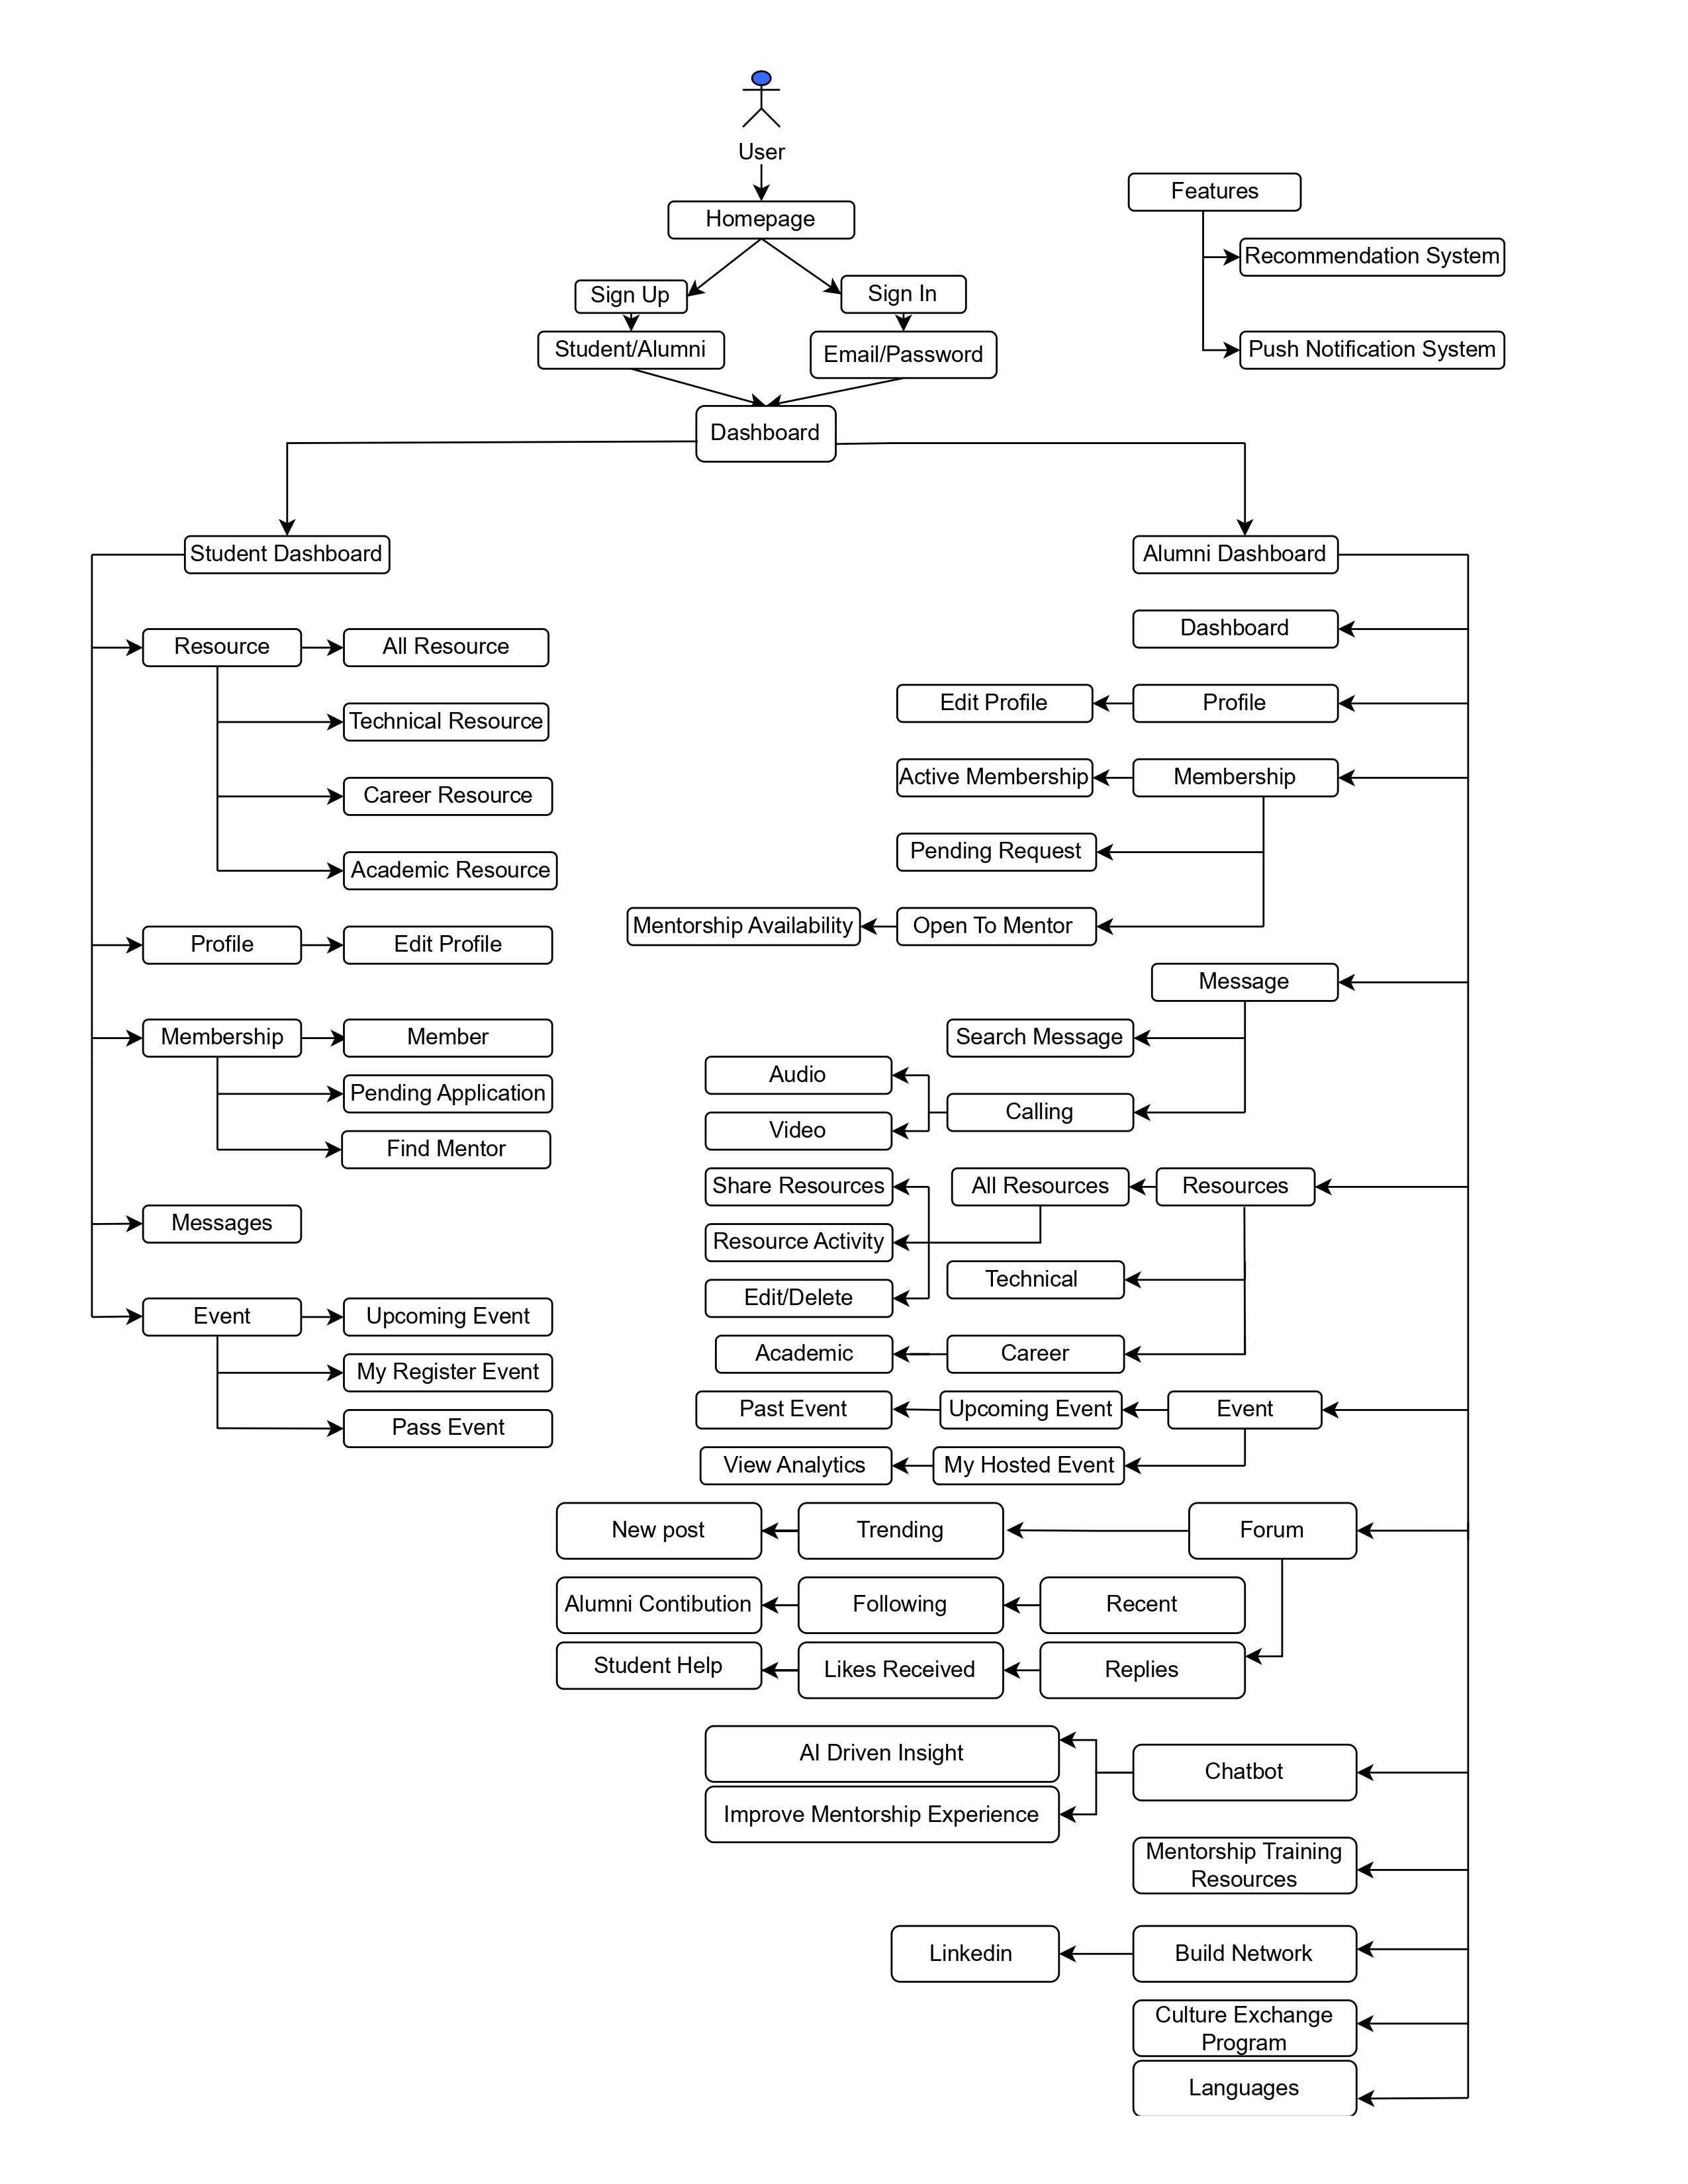 User
Homepage
Features
Recommendation System
Sign Up
Sign In
Student/Alumni
Email/Password
Push Notification System
Dashboard
Student Dashboard
Alumni Dashboard
Resource
All Resource
Technical Resource
Career Resource
Academic Resource
Profile
Edit Profile
Membership
Member
Pending Application
Find Mentor
Messages
Event
Upcoming Event
My Register Event
Pass Event
Dashboard
Edit Profile
Profile
Active Membership
Membership
Pending Request
Mentorship Availability
Open To Mentor
Message
Search Message
Audio
Calling
Video
Share Resources
All Resources
Resources
Resource Activity
Technical
Edit/Delete
Academic
Career
Past Event
Upcoming Event
Event
View Analytics
My Hosted Event
New post
Trending
Forum
Alumni Contibution
Following
Recent
Student Help
Likes Received
Replies
AI Driven Insight
Chatbot
Improve Mentorship Experience
Mentorship Training
Resources
Linkedin
Build Network
Culture Exchange
Program
Languages